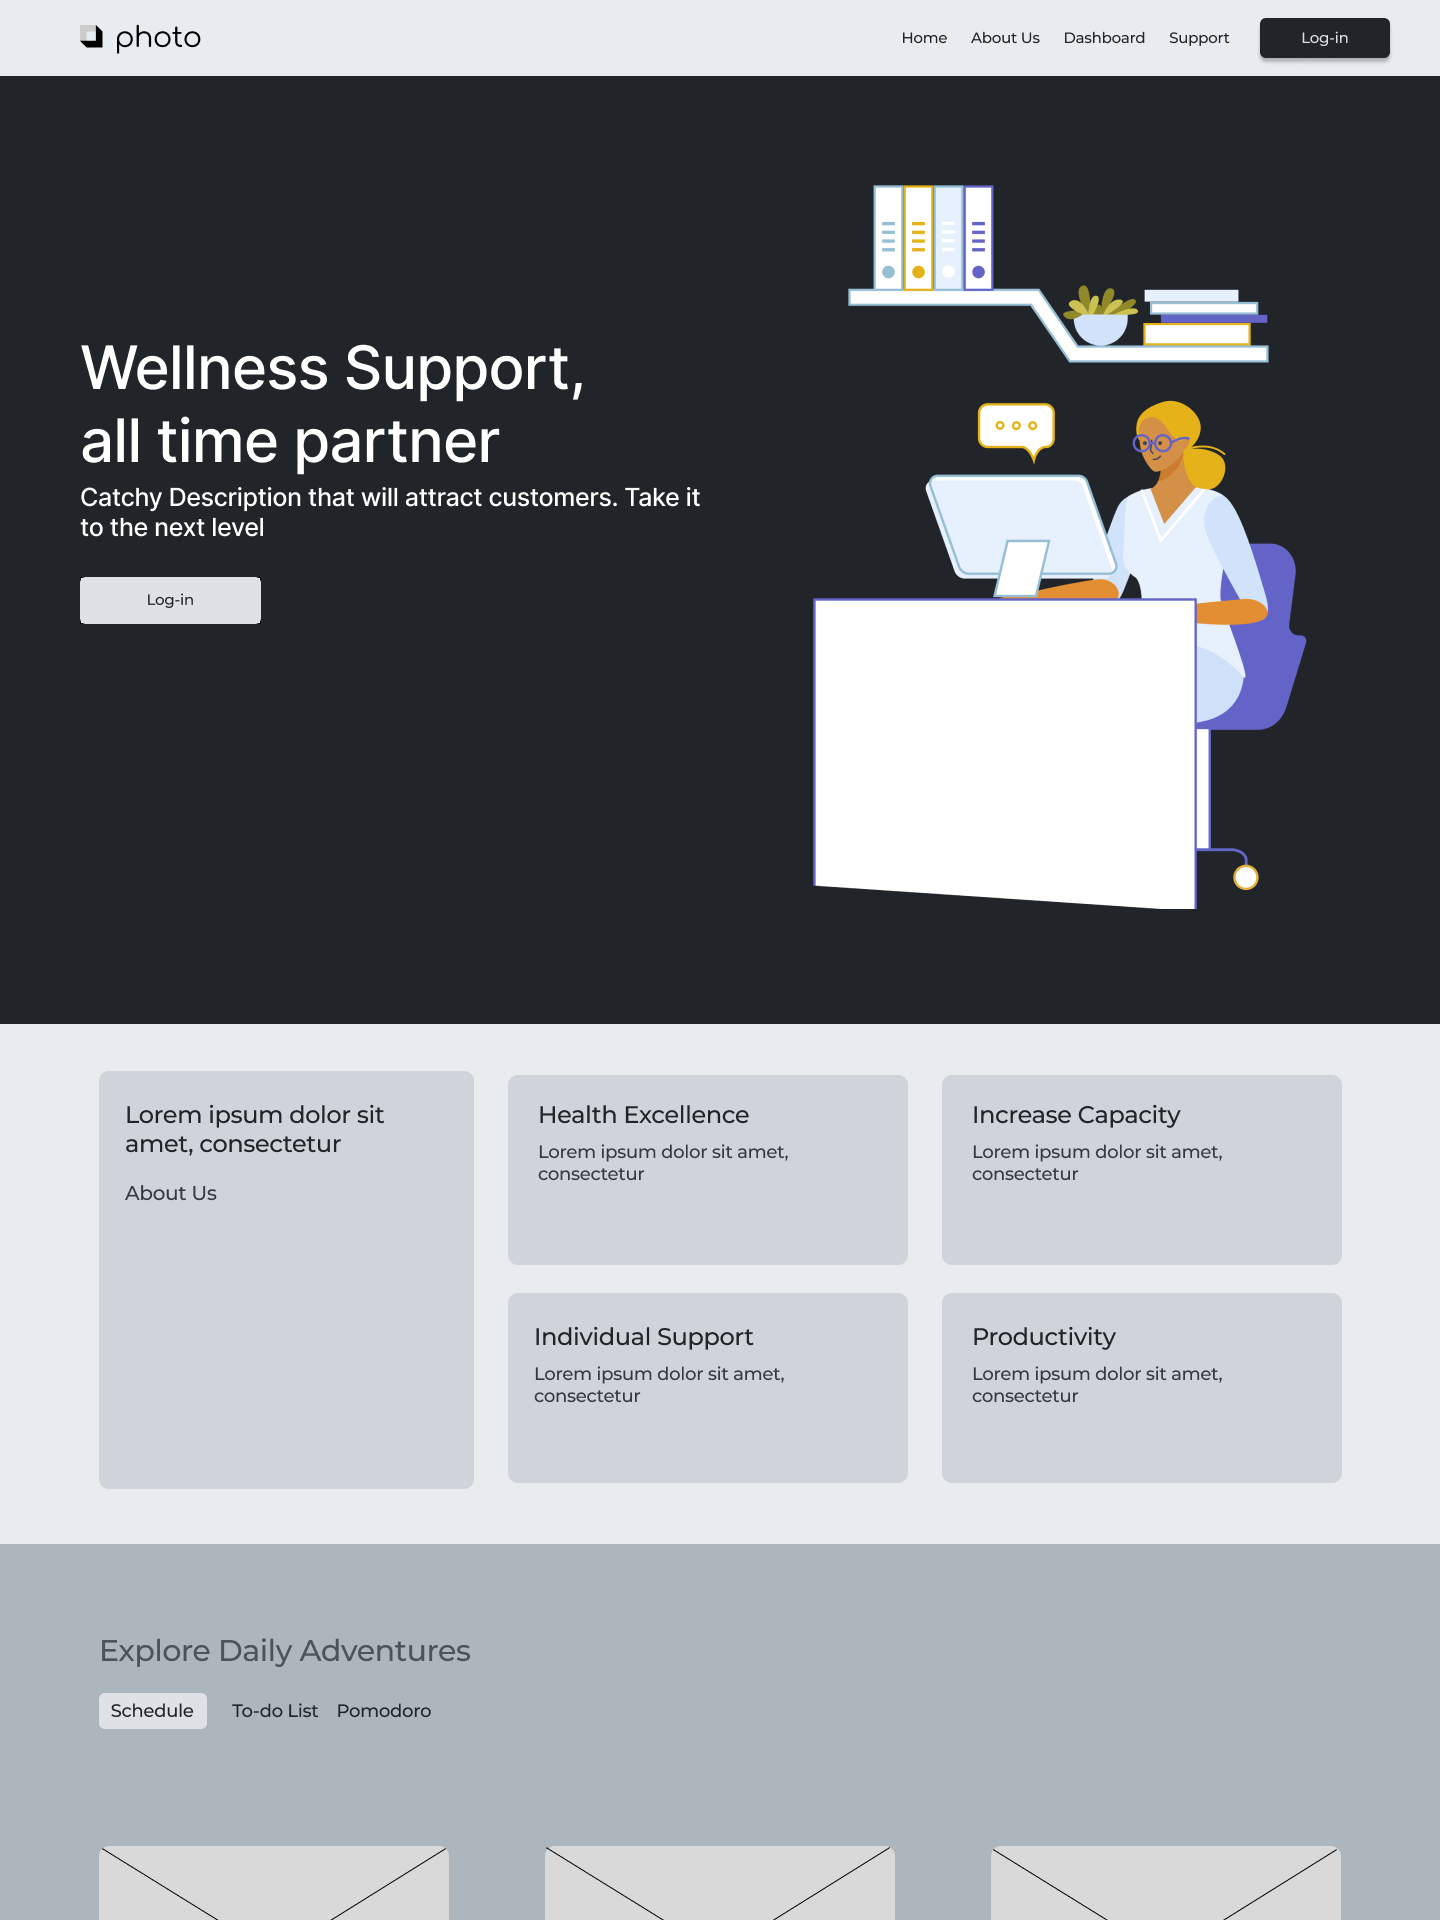 photo
Home About Us Dashboard Support Log-in
Wellness Support,
all time partner
Catchy Description that will attract customers. Take it
to the next level
Log-in
Lorem ipsum dolor sit
amet, consectetur
About Us
Health Excellence
Lorem ipsum dolor sit amet,
consectetur
Increase Capacity
Lorem ipsum dolor sit amet,
consectetur
Individual Support
Lorem ipsum dolor sit amet,
consectetur
Productivity
Lorem ipsum dolor sit amet,
consectetur
Explore Daily Adventures
Schedule To-do List Pomodoro